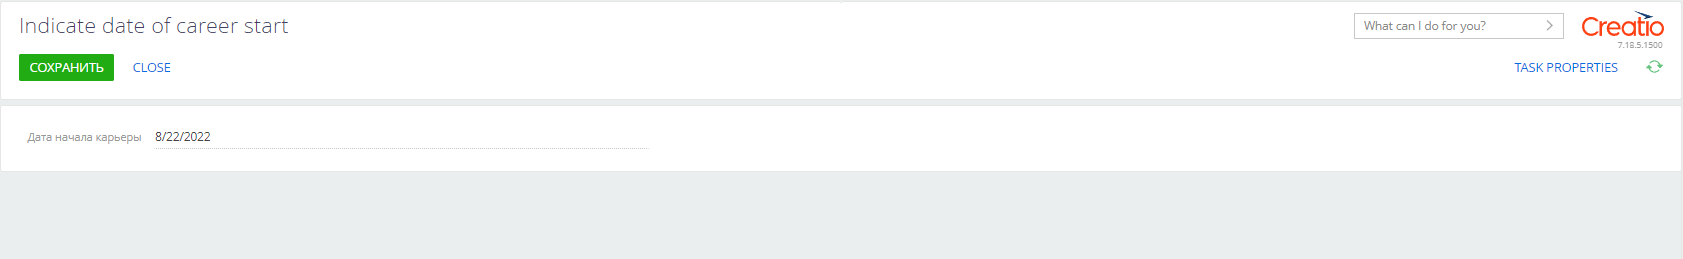 Indicate date of career start
What can I do for you?
Creatio
7.18.5.1500
СОХРАНИТЬ CLOSE
TASK PROPERTIES
Дата начала карьеры 8/22/2022